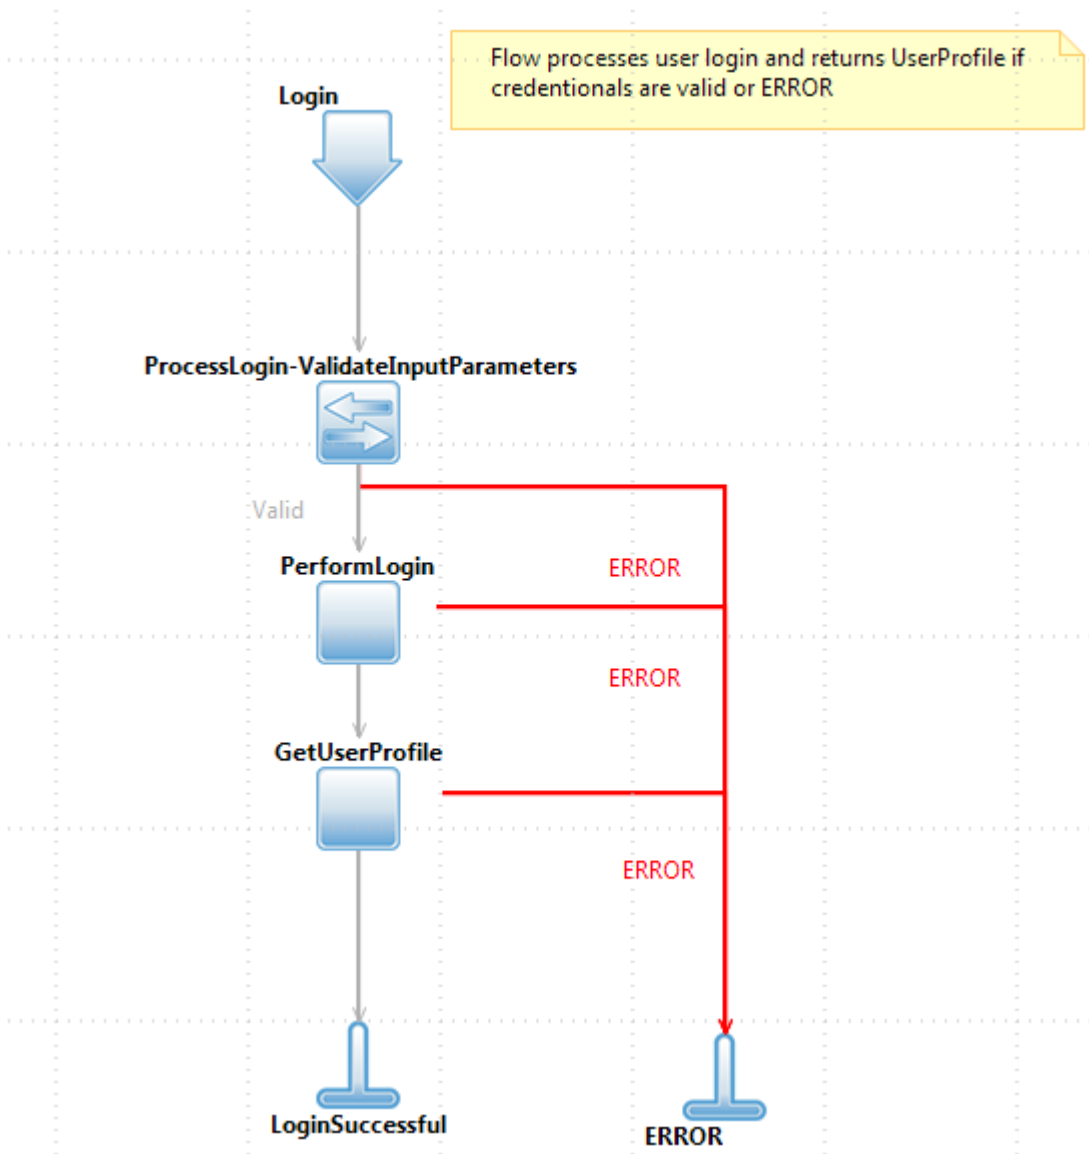 Flow processes user login and returns UserProfile if
credentionals are valid or ERROR
Login
ProcessLogin-ValidateInputParameters
Valid
PerformLogin
ERROR
ERROR
GetUserProfile
ERROR
LoginSuccessful
ERROR